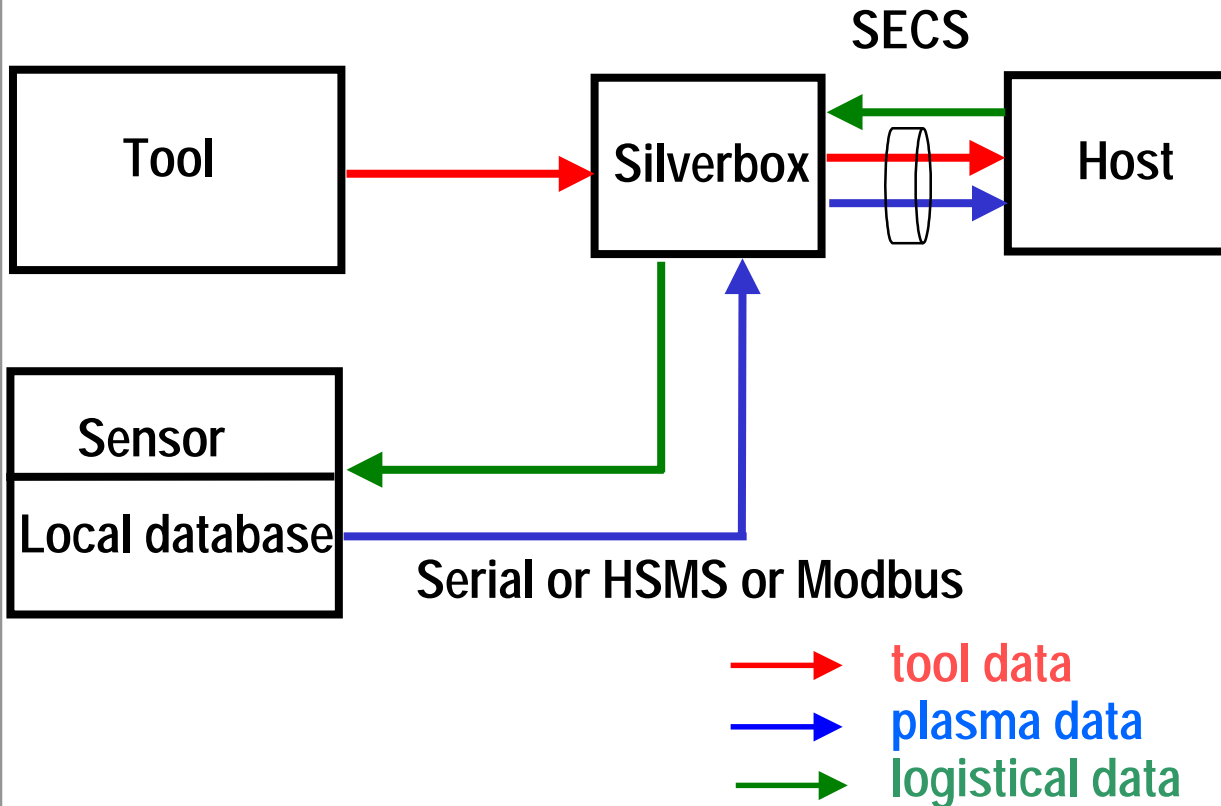 SECS
Tool
Silverbox
Host
Sensor
Local database
Serial or HSMS or Modbus
tool data
plasma data
logistical data